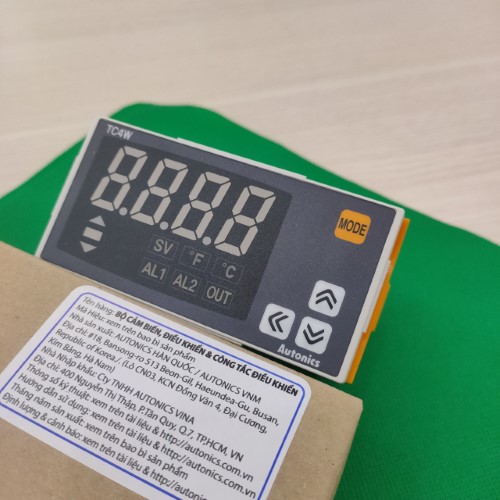 TC4W
8.8.8.8
SV °F °C
AL1 AL2 OUT
MODE
Autonics
Tên hàng: BỘ CẢM BIẾN, ĐIỀU KHIỂN & CÔNG TẮC ĐIỀU KHIỂN
Mã Hiệu: xem trên bao bì sản phẩm
Nhà sản xuất: AUTONICS HÀN QUỐC / AUTONICS VNM
Địa chỉ: #18, Bansong-ro 513 Beon-Gil, Haeundea-Gu, Busan,
Republic of Korea./ (Lô CN03, KCN Đồng Văn 4, Đại Cương,
Kim Bảng, Hà Nam)
Nhà Nhập khẩu: Cty TNHH AUTONICS VINA
Địa chỉ: 400 Nguyễn Thị Thập, P.Tân Quy, Q.7, TP.HCM, VN
Thông số kỹ thuật: xem trên tài liệu & http://autonics.com.vn
Hướng dẫn sử dụng: xem trên tài liệu & http://autonics.com.vn
Tháng năm sản xuất: xem trên bao bì sản phẩm
Định lượng & cảnh báo: xem trên tài liệu & http://autonics.com.vn